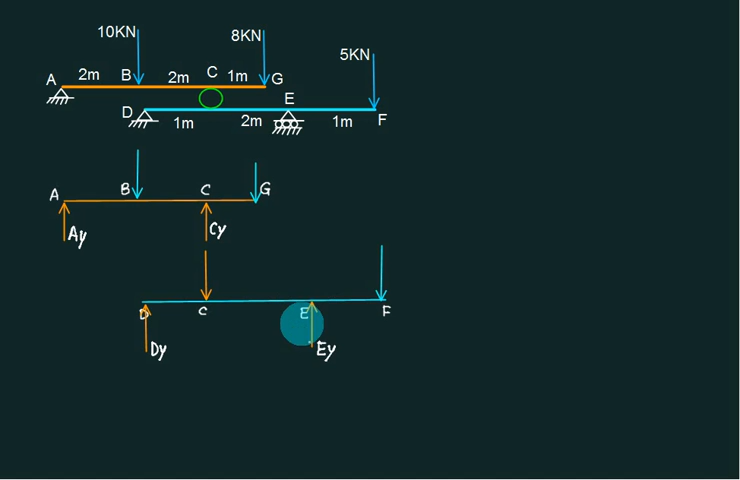 10KN
8KN
5KN
A 2m B 2m C 1m G
D 1m 2m E 1m F
A B C G
Ay Cy
D C E F
Dy Ey